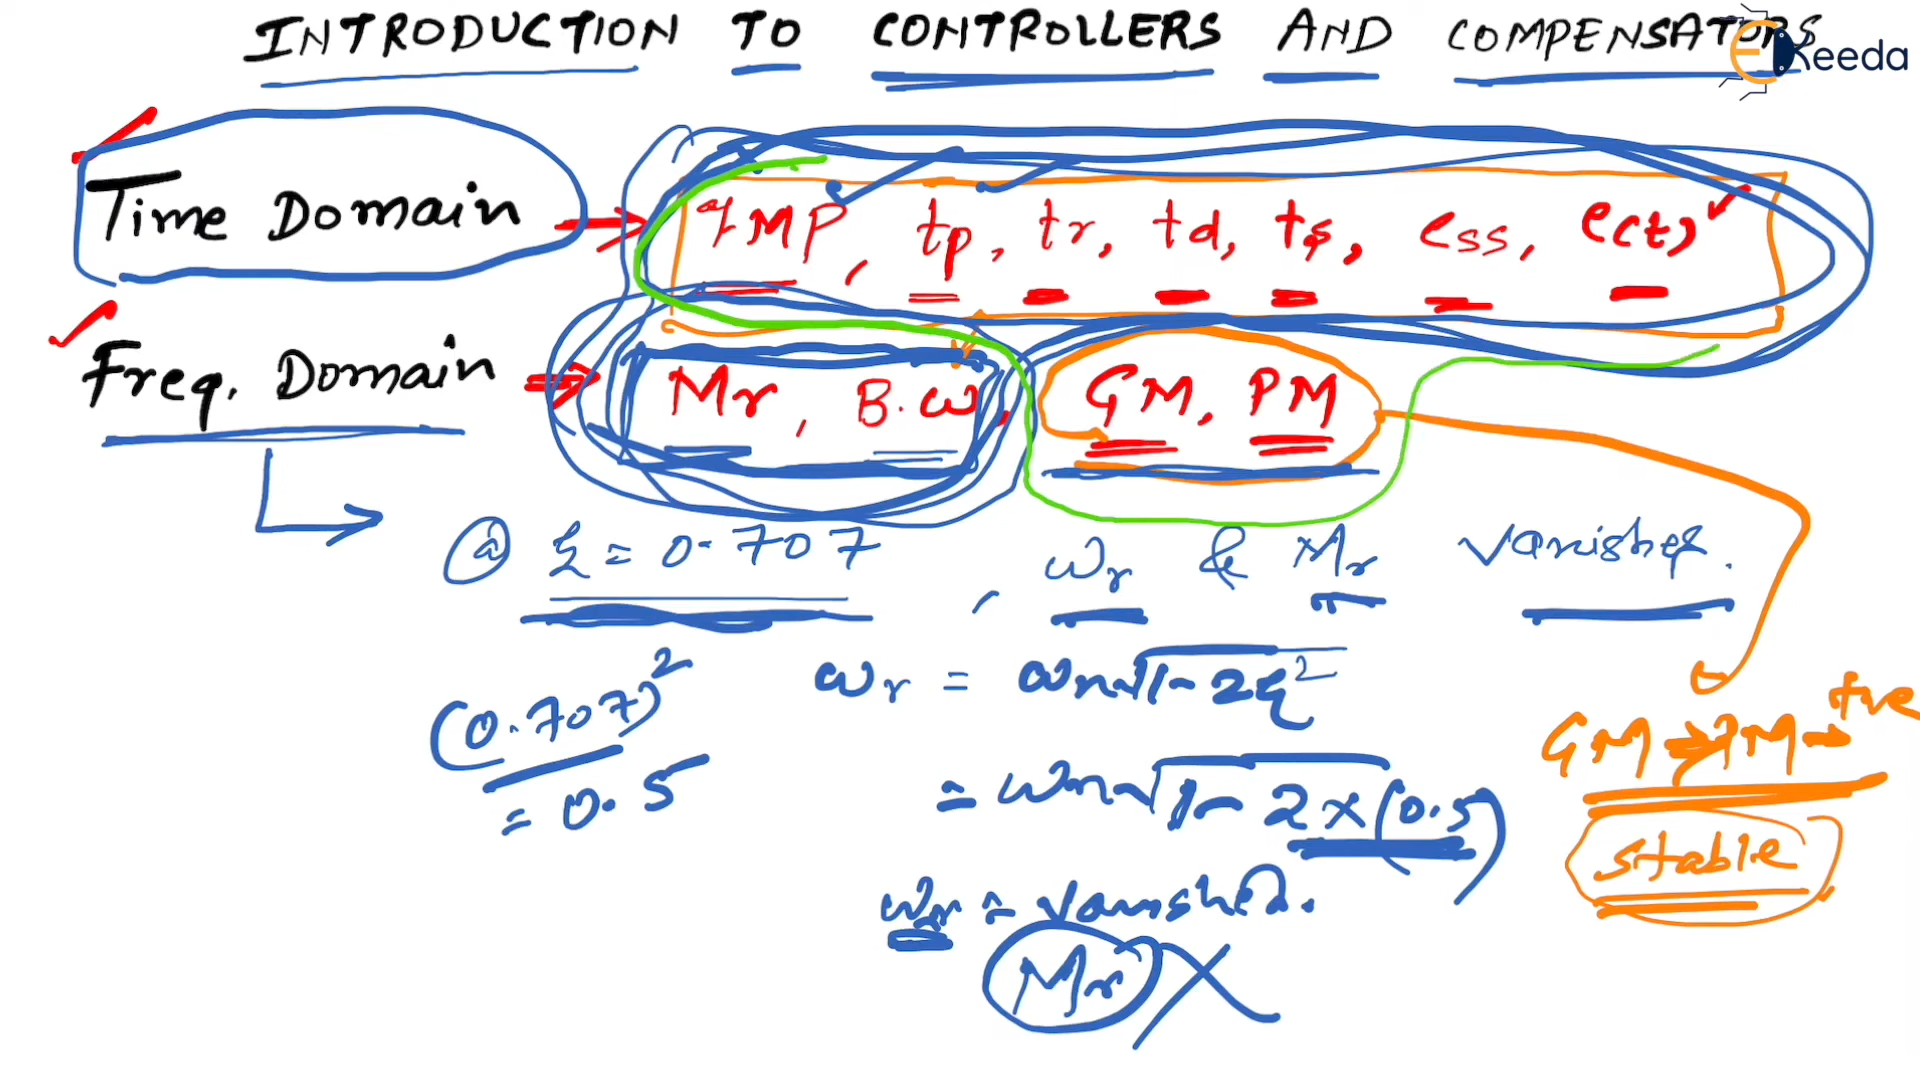 INTRODUCTION TO CONTROLLERS AND COMPENSATORS
EKeeda
Time Domain → % MP, tp, tr, td, ts, ess, e(t)
Freq. Domain ⇒ Mr, B.W, GM, PM
@ ξ = 0.707, ωr & Mr vanishes.
(0.707)² ωr = ωn√1-2ξ²
= 0.5 = ωn√1-2×(0.5)
GM → PM → +ve
stable
ωr = vanished.
Mr X